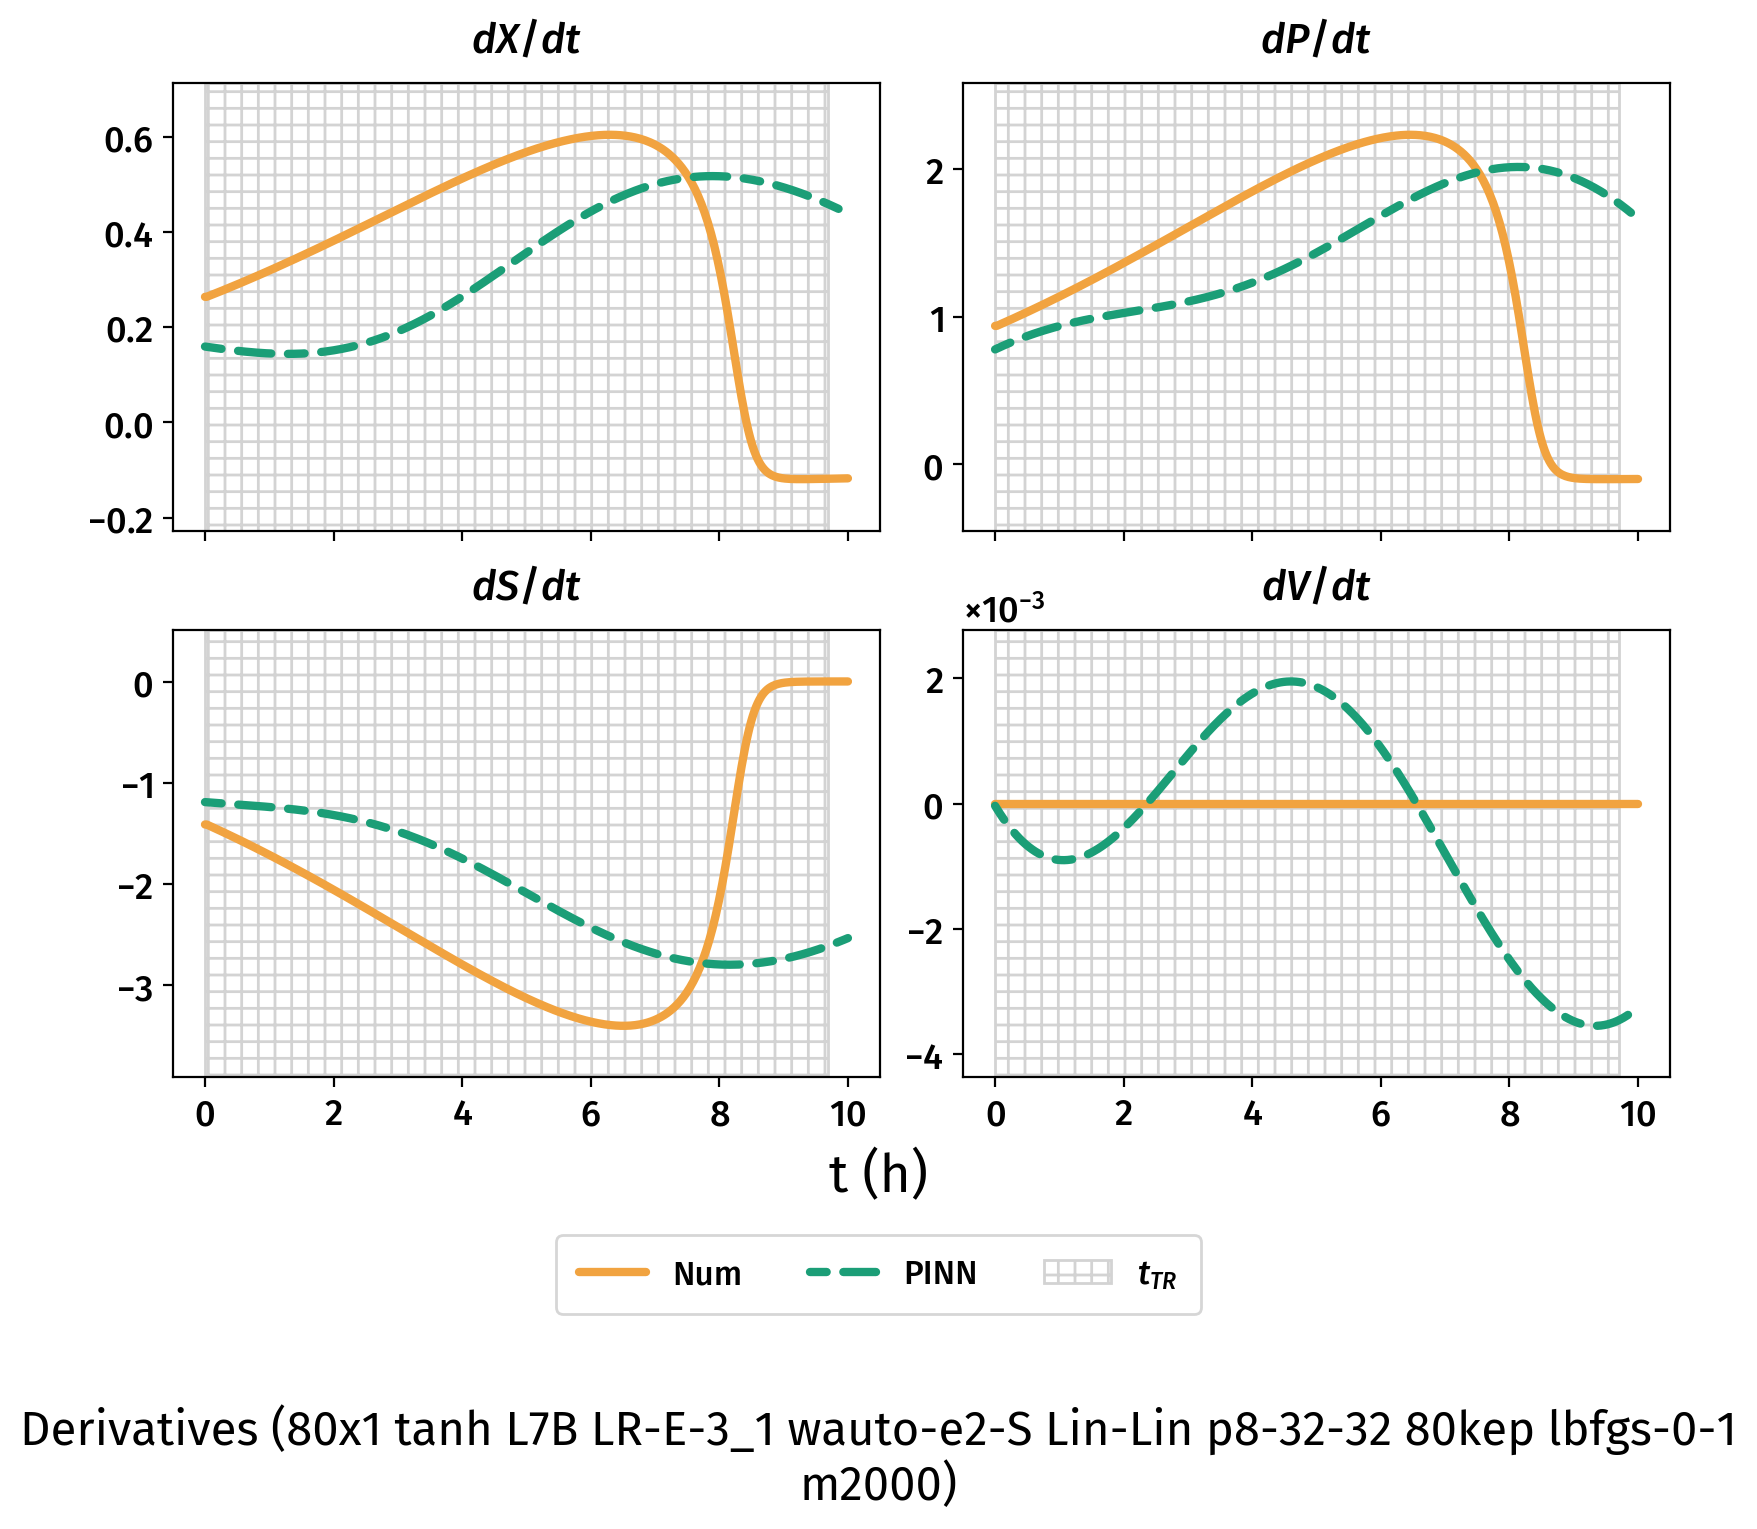 dX/dt
dP/dt
0.6
0.4
0.2
0.0
−0.2
2
1
0
dS/dt
dV/dt
×10⁻³
0
−1
−2
−3
2
0
−2
−4
0 2 4 6 8 10
0 2 4 6 8 10
t (h)
Num PINN t_TR
Derivatives (80x1 tanh L7B LR-E-3_1 wauto-e2-S Lin-Lin p8-32-32 80kep lbfgs-0-1
m2000)